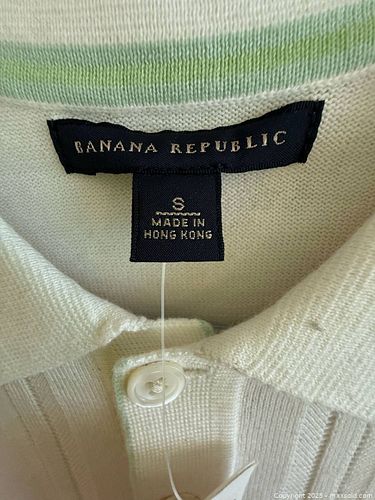 BANANA REPUBLIC
S
MADE IN
HONG KONG
Copyright 2025 - maxsold.com